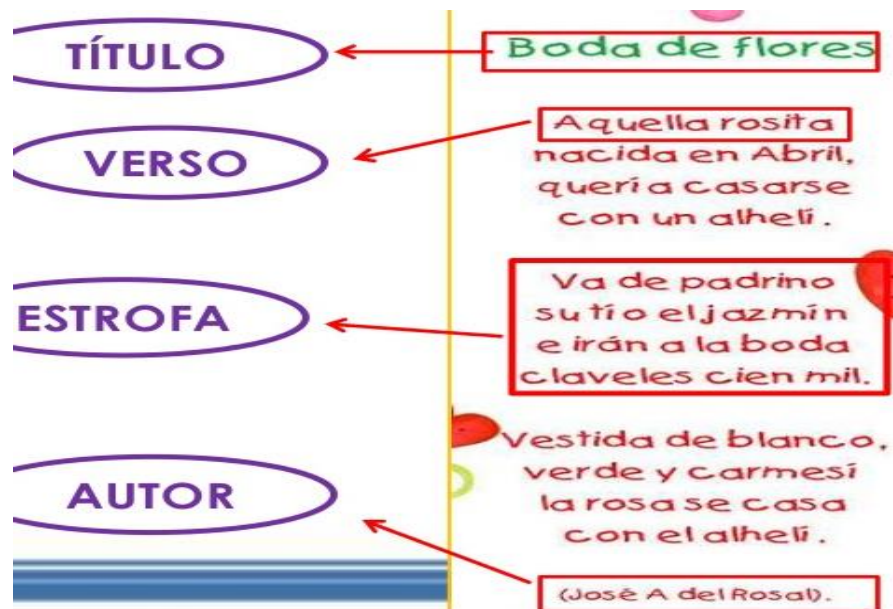 TÍTULO
VERSO
ESTROFA
AUTOR
Boda de flores
Aquella rosita
nacida en Abril,
quería casarse
con un alhelí.
Va de padrino
su tío el jazmín
e irán a la boda
claveles cien mil.
Vestida de blanco,
verde y carmesí
la rosa se casa
con el alhelí.
(José A del Rosal).